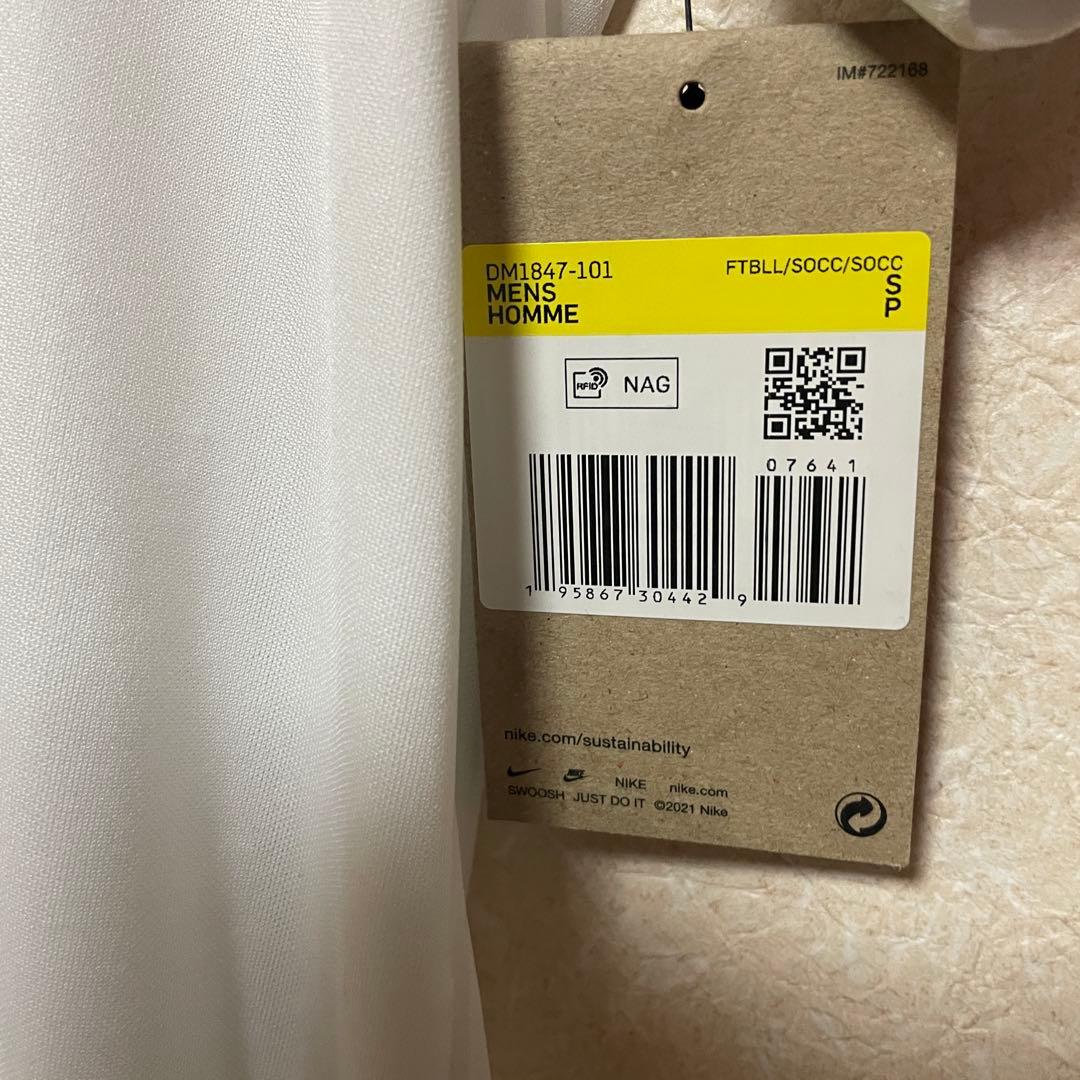 IM#722168
DM1847-101 FTBLL/SOCC/SOCC
MENS S
HOMME P
RFID NAG
07641
1 95867 30442 9
nike.com/sustainability
NIKE NIKE nike.com
SWOOSH JUST DO IT ©2021 Nike